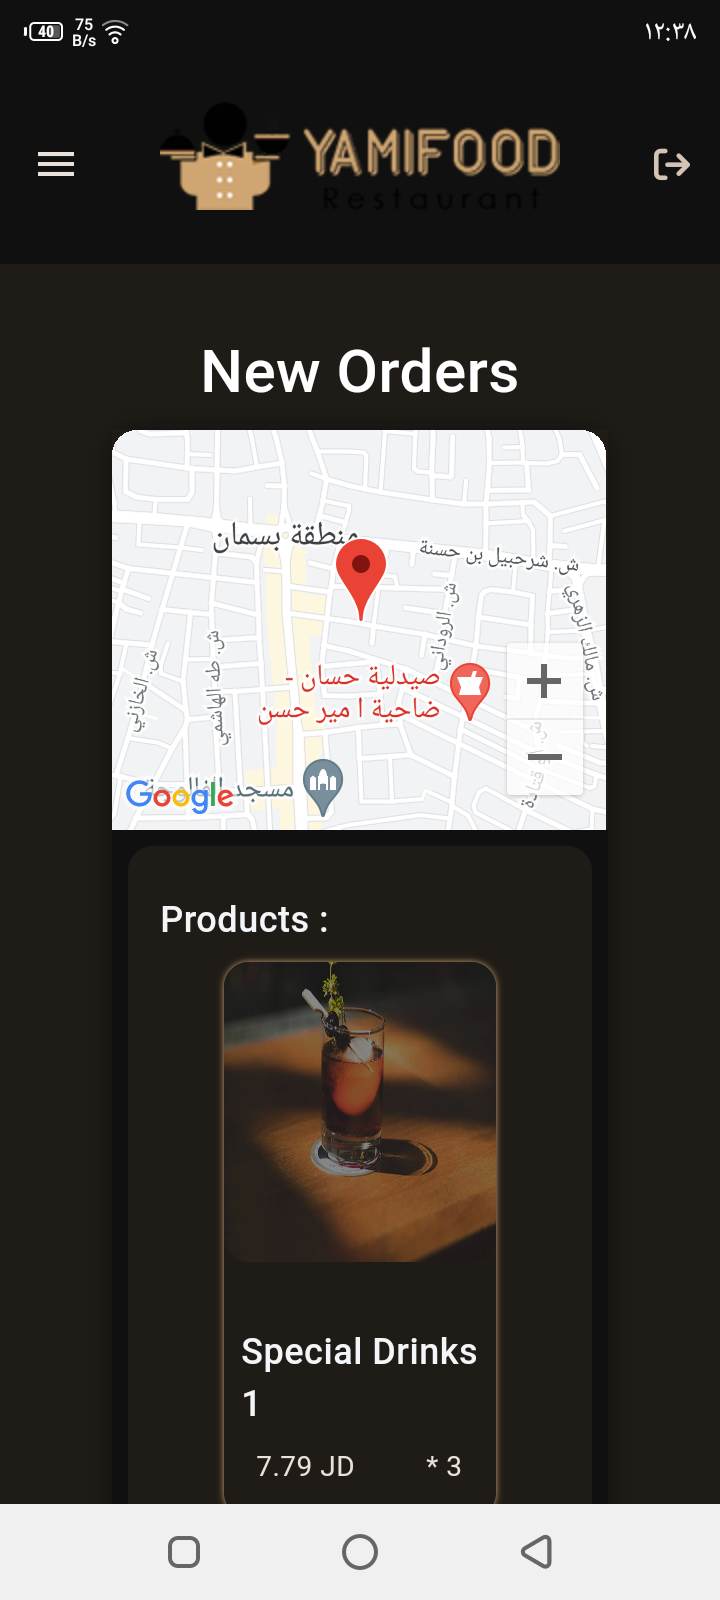 40
75
B/s
١٢:٣٨
YAMIFOOD
Restaurant
New Orders
منطقة بسمان
ش. شرحبيل بن حسنة
ش. مالك الزهري
ش. الروداني
ش. طه الهاشمي
ش. الخازني
صيدلية حسان -
ضاحية ا مير حسن
مسجد
Google
Products :
Special Drinks
1
7.79 JD
* 3